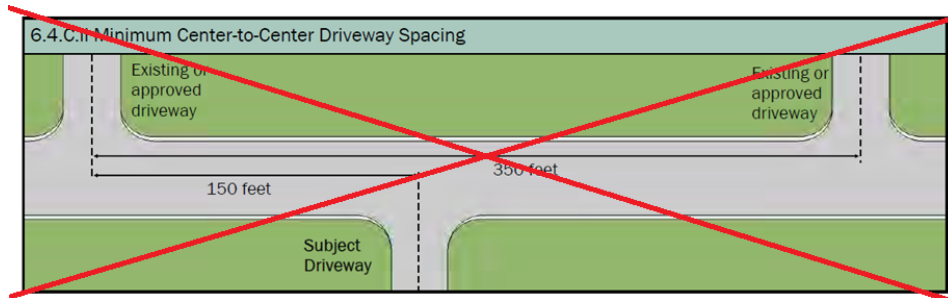 6.4.C.ii Minimum Center-to-Center Driveway Spacing
Existing or
approved
driveway
Existing or
approved
driveway
350 feet
150 feet
Subject
Driveway